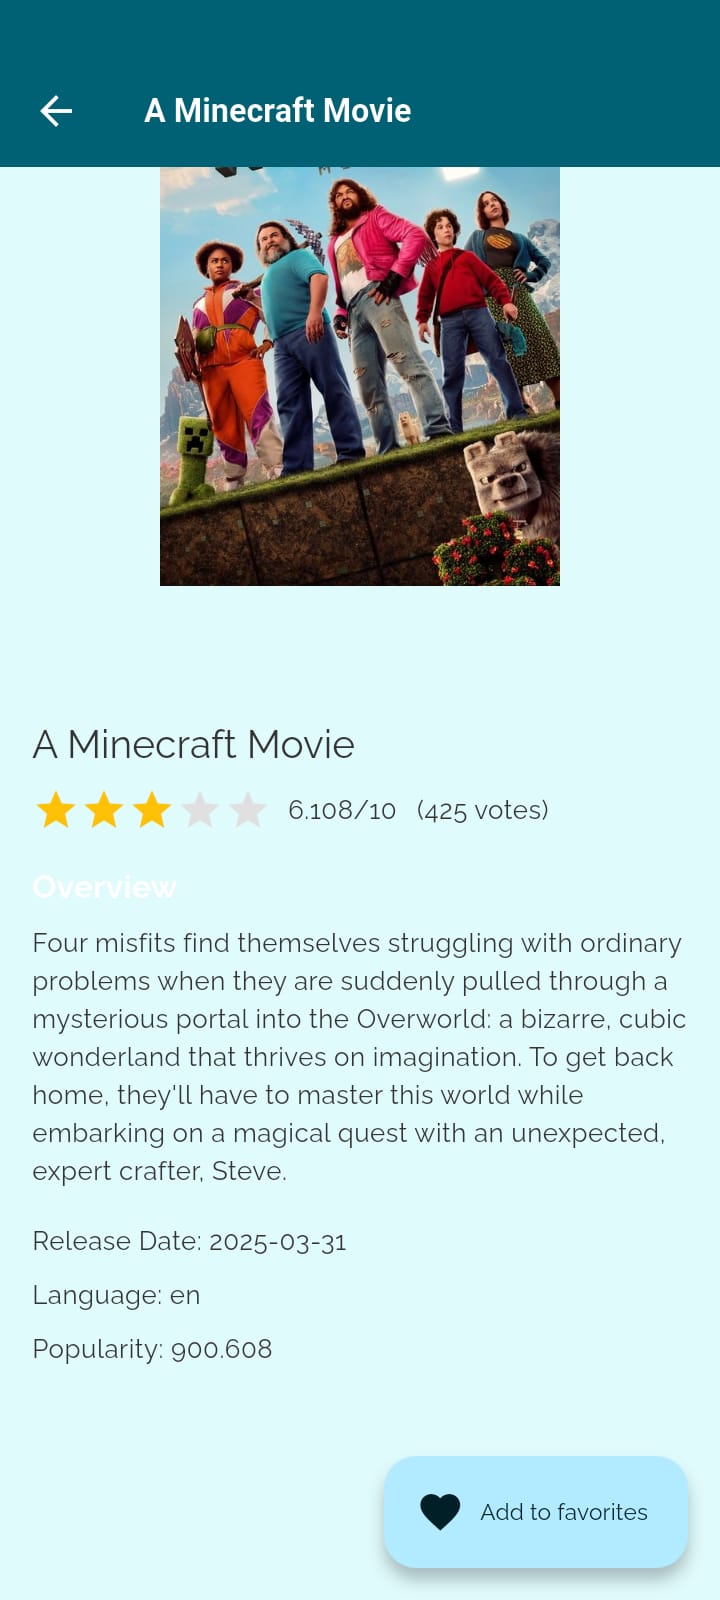 A Minecraft Movie
A Minecraft Movie
6.108/10 (425 votes)
Overview
Four misfits find themselves struggling with ordinary
problems when they are suddenly pulled through a
mysterious portal into the Overworld: a bizarre, cubic
wonderland that thrives on imagination. To get back
home, they'll have to master this world while
embarking on a magical quest with an unexpected,
expert crafter, Steve.
Release Date: 2025-03-31
Language: en
Popularity: 900.608
Add to favorites